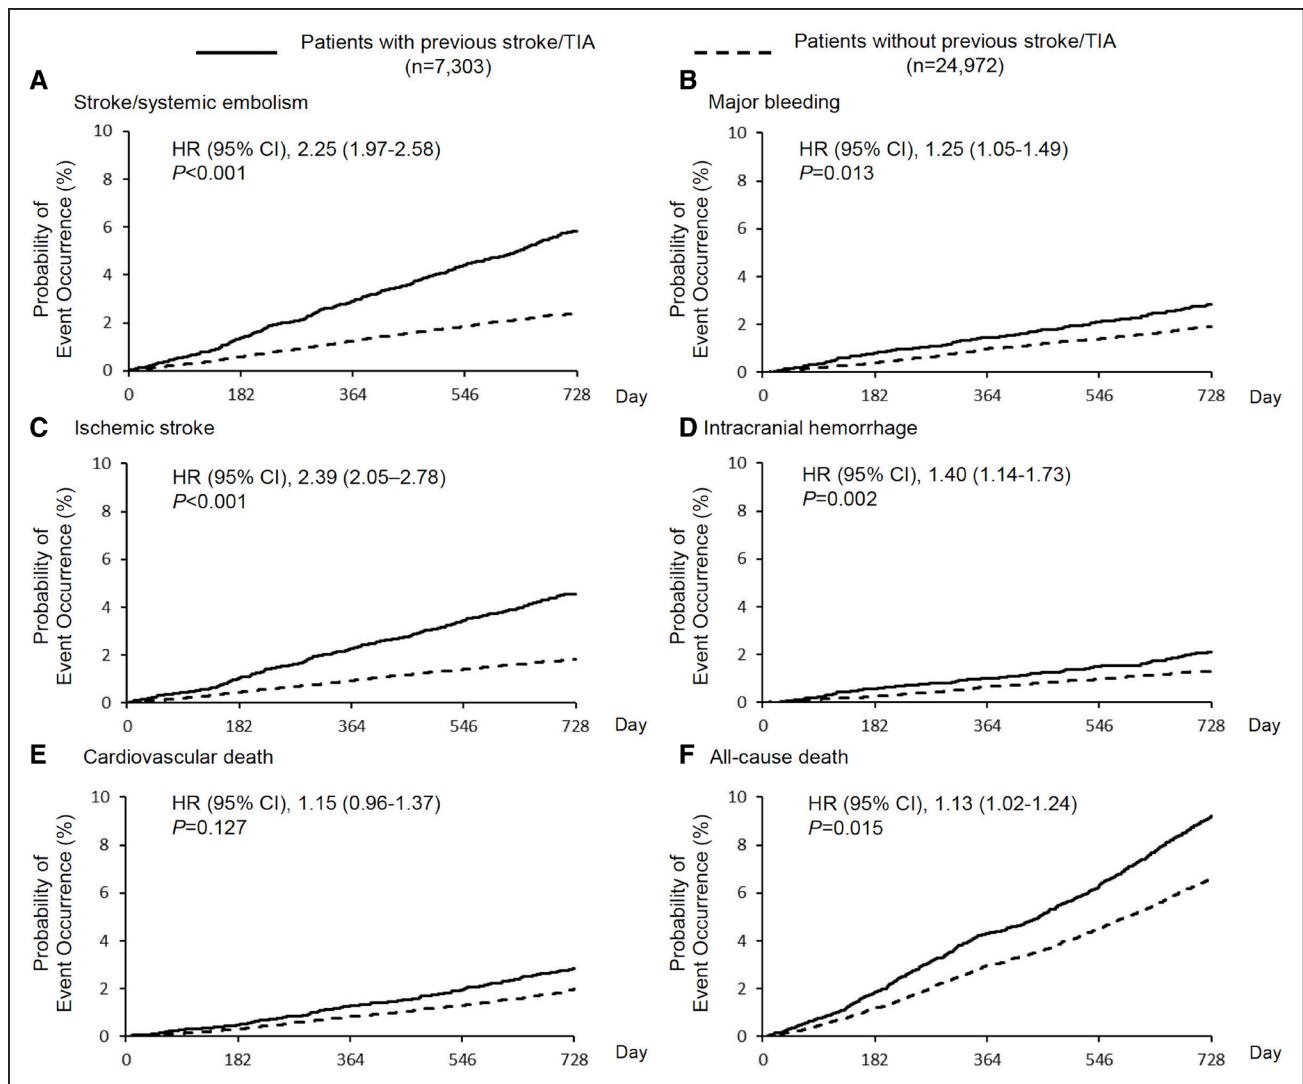 Patients with previous stroke/TIA
(n=7,303)
Patients without previous stroke/TIA
(n=24,972)
A
Stroke/systemic embolism
HR (95% CI), 2.25 (1.97-2.58)
P<0.001
Probability of
Event Occurrence (%)
10
8
6
4
2
0
0 182 364 546 728 Day
B
Major bleeding
HR (95% CI), 1.25 (1.05-1.49)
P=0.013
Probability of
Event Occurrence (%)
10
8
6
4
2
0
0 182 364 546 728 Day
C
Ischemic stroke
HR (95% CI), 2.39 (2.05–2.78)
P<0.001
Probability of
Event Occurrence (%)
10
8
6
4
2
0
0 182 364 546 728 Day
D
Intracranial hemorrhage
HR (95% CI), 1.40 (1.14-1.73)
P=0.002
Probability of
Event Occurrence (%)
10
8
6
4
2
0
0 182 364 546 728 Day
E
Cardiovascular death
HR (95% CI), 1.15 (0.96-1.37)
P=0.127
Probability of
Event Occurrence (%)
10
8
6
4
2
0
0 182 364 546 728 Day
F
All-cause death
HR (95% CI), 1.13 (1.02-1.24)
P=0.015
Probability of
Event Occurrence (%)
10
8
6
4
2
0
0 182 364 546 728 Day